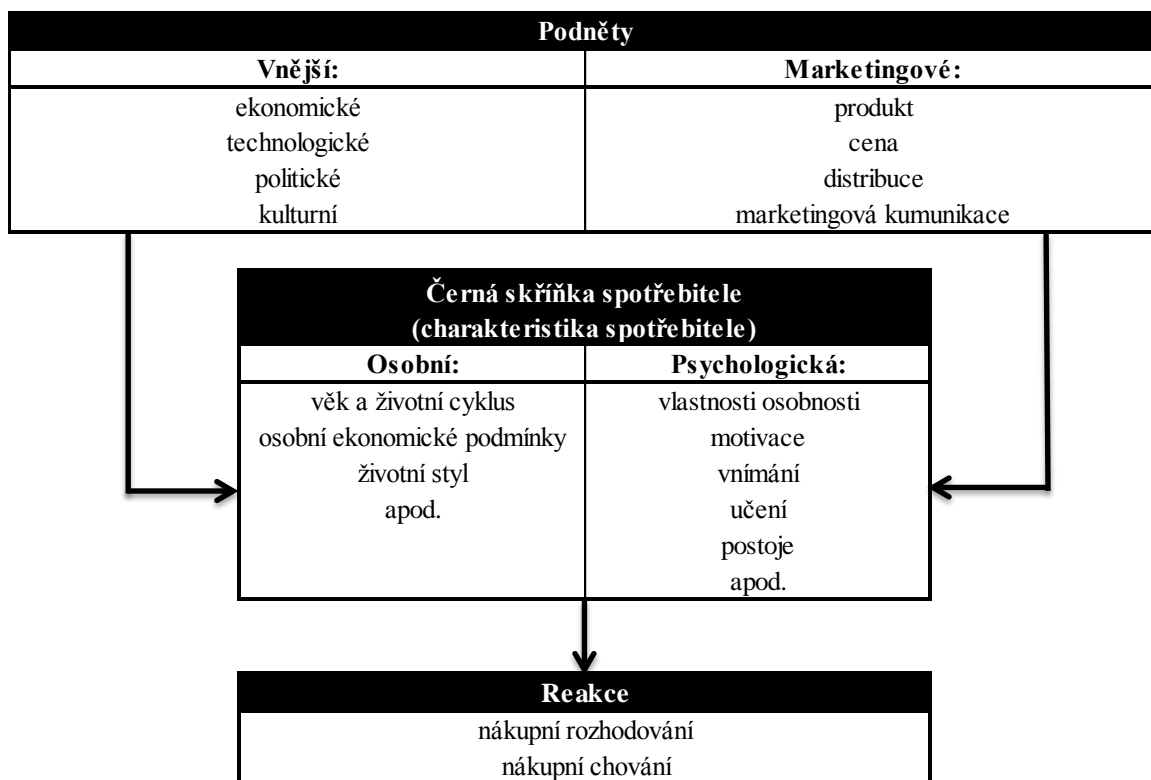 Podněty
Vnější:
Marketingové:
ekonomické
produkt
technologické
cena
politické
distribuce
kulturní
marketingová kumunikace
Černá skříňka spotřebitele
(charakteristika spotřebitele)
Osobní:
Psychologická:
věk a životní cyklus
vlastnosti osobnosti
osobní ekonomické podmínky
motivace
životní styl
vnímání
apod.
učení
postoje
apod.
Reakce
nákupní rozhodování
nákupní chování